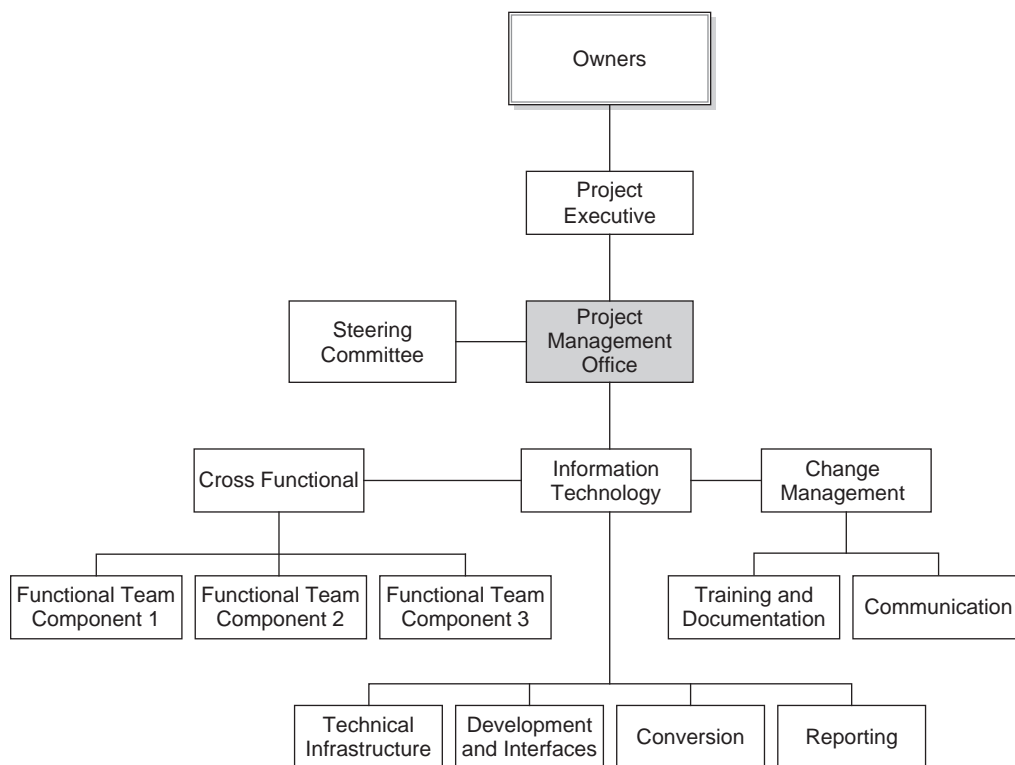 Owners
Project
Executive
Steering
Committee
Project
Management
Office
Cross Functional
Information
Technology
Change
Management
Functional Team
Component 1
Functional Team
Component 2
Functional Team
Component 3
Training and
Documentation
Communication
Technical
Infrastructure
Development
and Interfaces
Conversion
Reporting